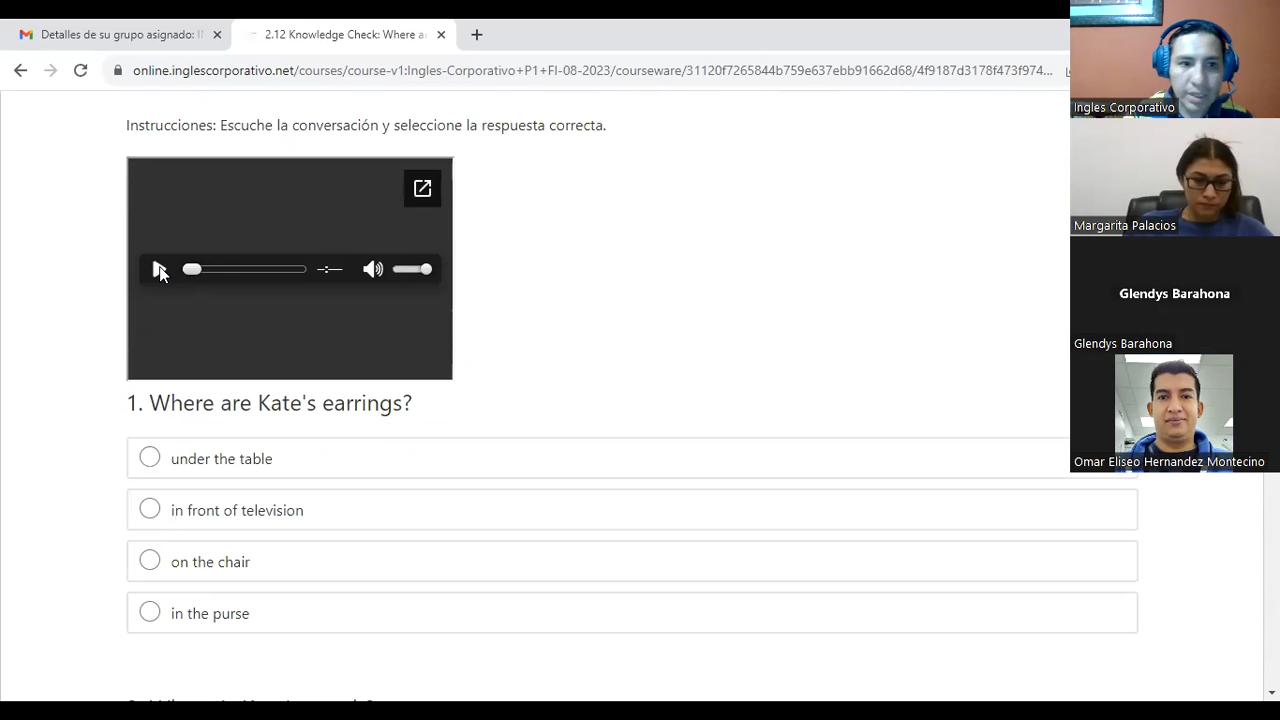 Detalles de su grupo asignado: I
2.12 Knowledge Check: Where a
online.inglescorporativo.net/courses/course-v1:Ingles-Corporativo+P1+FI-08-2023/courseware/31120f7265844b759e637ebb91662d68/4f9187d3178f473f974...
Ingles Corporativo
Instrucciones: Escuche la conversación y seleccione la respuesta correcta.
Margarita Palacios
--:--
Glendys Barahona
Glendys Barahona
1. Where are Kate's earrings?
Omar Eliseo Hernandez Montecino
under the table
in front of television
on the chair
in the purse